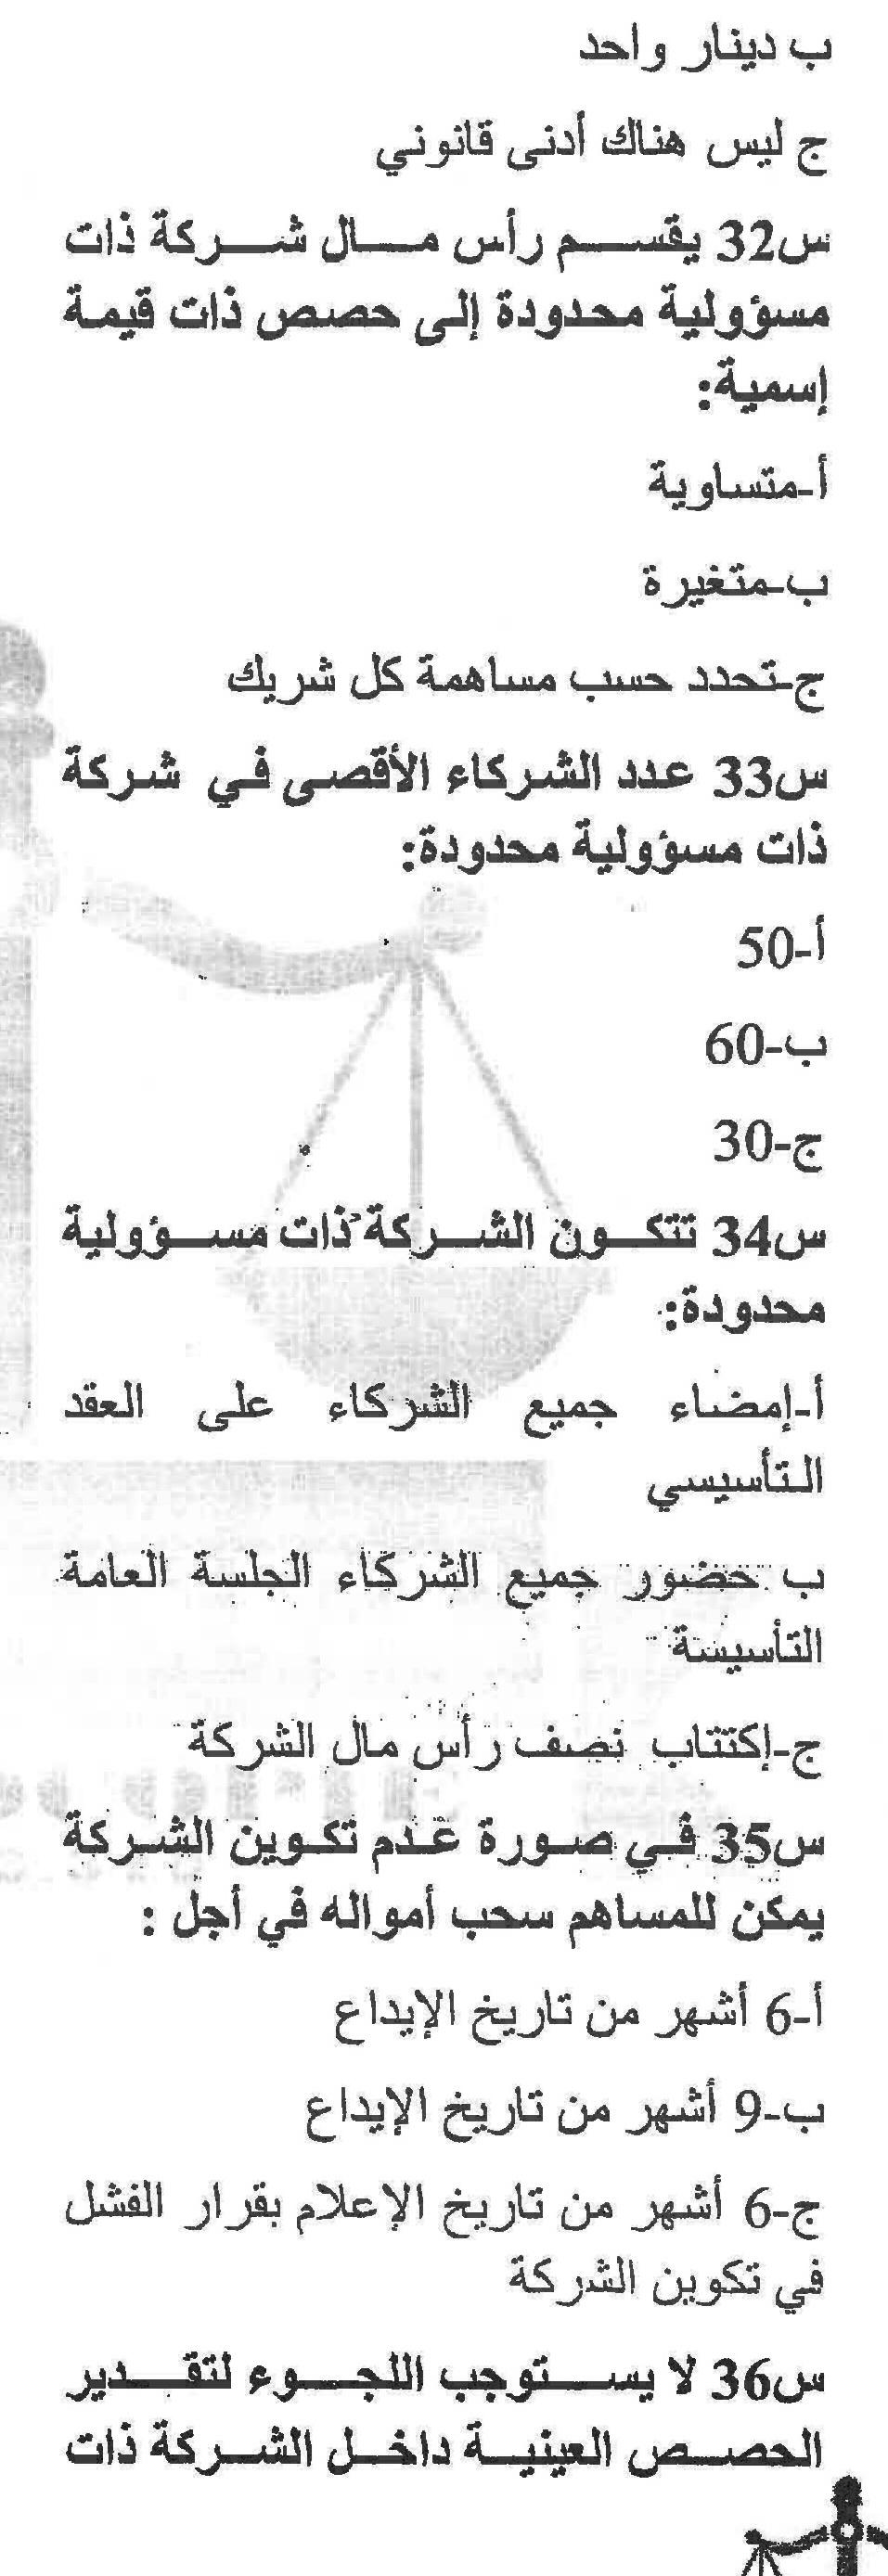 ب دينار واحد
ج ليس هناك أدنى قانوني
س32 يقسم رأس مال شركة ذات
مسؤولية محدودة إلى حصص ذات قيمة
إسمية:
أ-متساوية
ب-متغيرة
ج-تحدد حسب مساهمة كل شريك
س33 عدد الشركاء الأقصى في شركة
ذات مسؤولية محدودة:
أ-50
ب-60
ج-30
س34 تتكون الشركة ذات مسؤولية
محدودة:
أ-إمضاء جميع الشركاء على العقد
التأسيسي
ب حضور جميع الشركاء الجلسة العامة
التأسيسة
ج-إكتتاب نصف رأس مال الشركة
س35 في صورة عدم تكوين الشركة
يمكن للمساهم سحب أمواله في أجل :
أ-6 أشهر من تاريخ الإيداع
ب-9 أشهر من تاريخ الإيداع
ج-6 أشهر من تاريخ الإعلام بقرار الفشل
في تكوين الشركة
س36 لا يستوجب اللجوء لتقدير
الحصص العينية داخل الشركة ذات